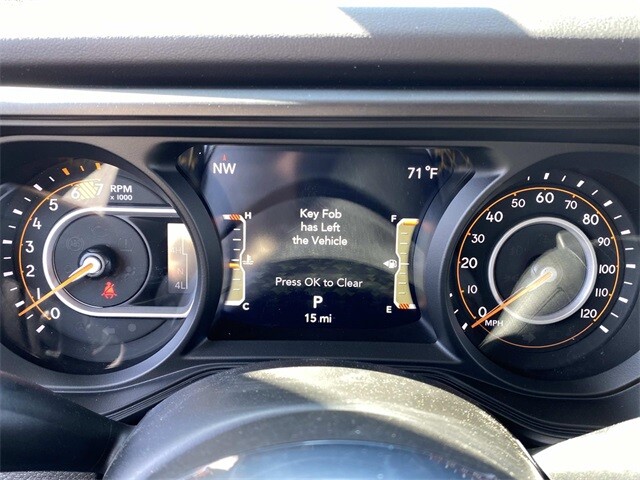 NW
71°F
Key Fob
has Left
the Vehicle
Press OK to Clear
P
15 mi
H
C
F
E
RPM
x 1000
0
1
2
3
4
5
6
7
4L
0
10
20
30
40
50
60
70
80
90
100
110
120
MPH